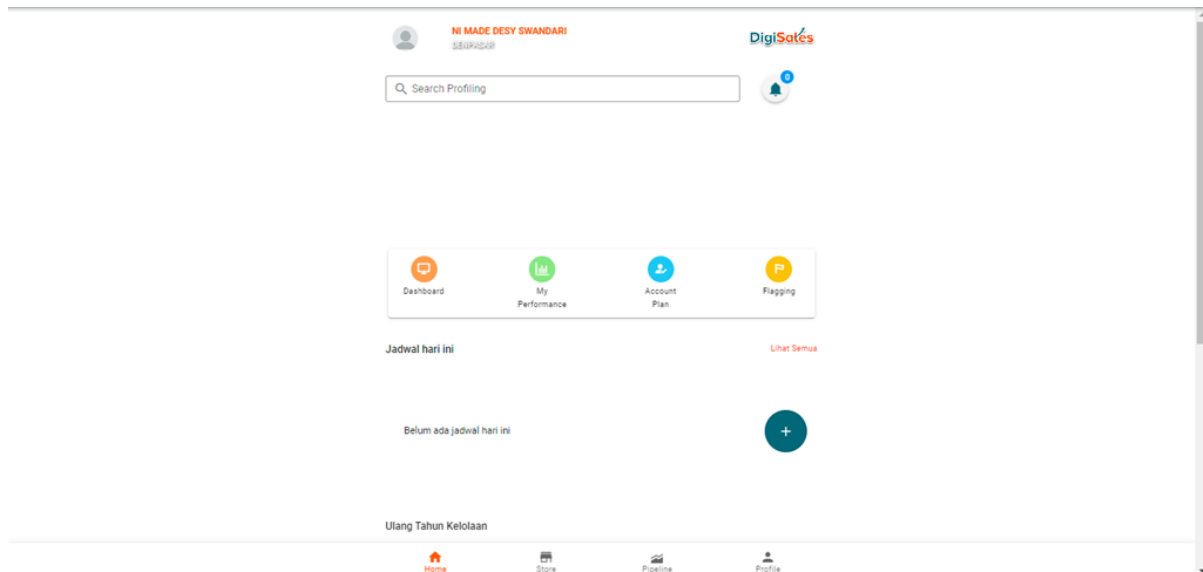 NI MADE DESY SWANDARI
DENPASAR
DigiSales
Search Profiling
0
Dashboard
My
Performance
Account
Plan
Flagging
Jadwal hari ini
Lihat Semua
Belum ada jadwal hari ini
+
Ulang Tahun Kelolaan
Home
Store
Pipeline
Profile